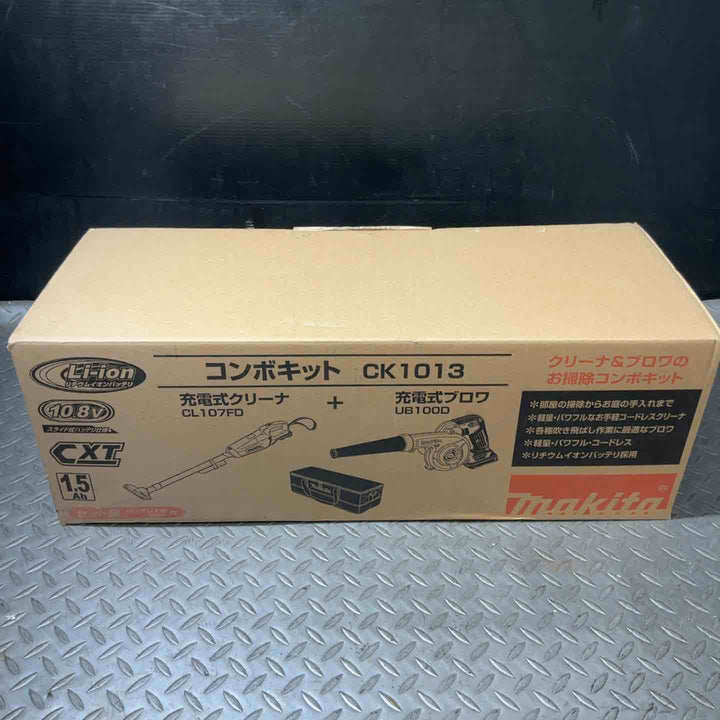 Li-ion
リチウムイオンバッテリ
10.8V
スライド式バッテリ仕様
CXT
1.5
Ah
セット品
コンボキット CK1013
充電式クリーナ
CL107FD
+
充電式ブロワ
UB100D
makita
クリーナ&ブロワの
お掃除コンボキット
★部屋の掃除からお庭の手入れまで
★軽量・パワフルなお手軽コードレスクリーナ
★各種吹き飛ばし作業に最適なブロワ
★軽量・パワフル・コードレス
★リチウムイオンバッテリ採用
makita